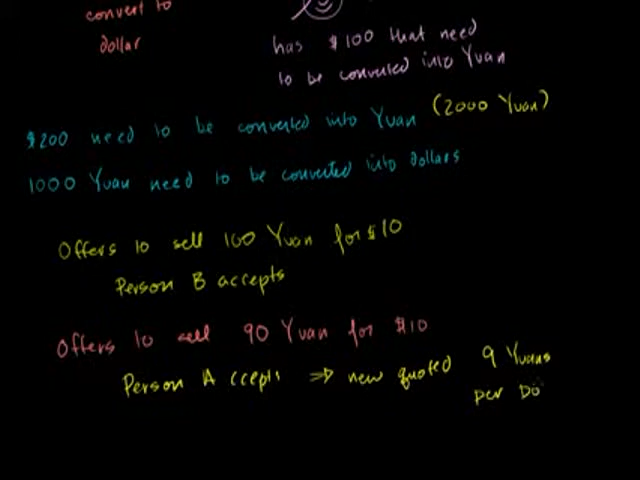 convert to
dollar
has $100 that need
to be converted into Yuan
$200 need to be converted into Yuan (2000 Yuan)
1000 Yuan need to be converted into dollars
Offers to sell 100 Yuan for $10
Person B accepts
Offers to sell 90 Yuan for $10
Person A ccepts => new quoted 9 Yuans
per Do